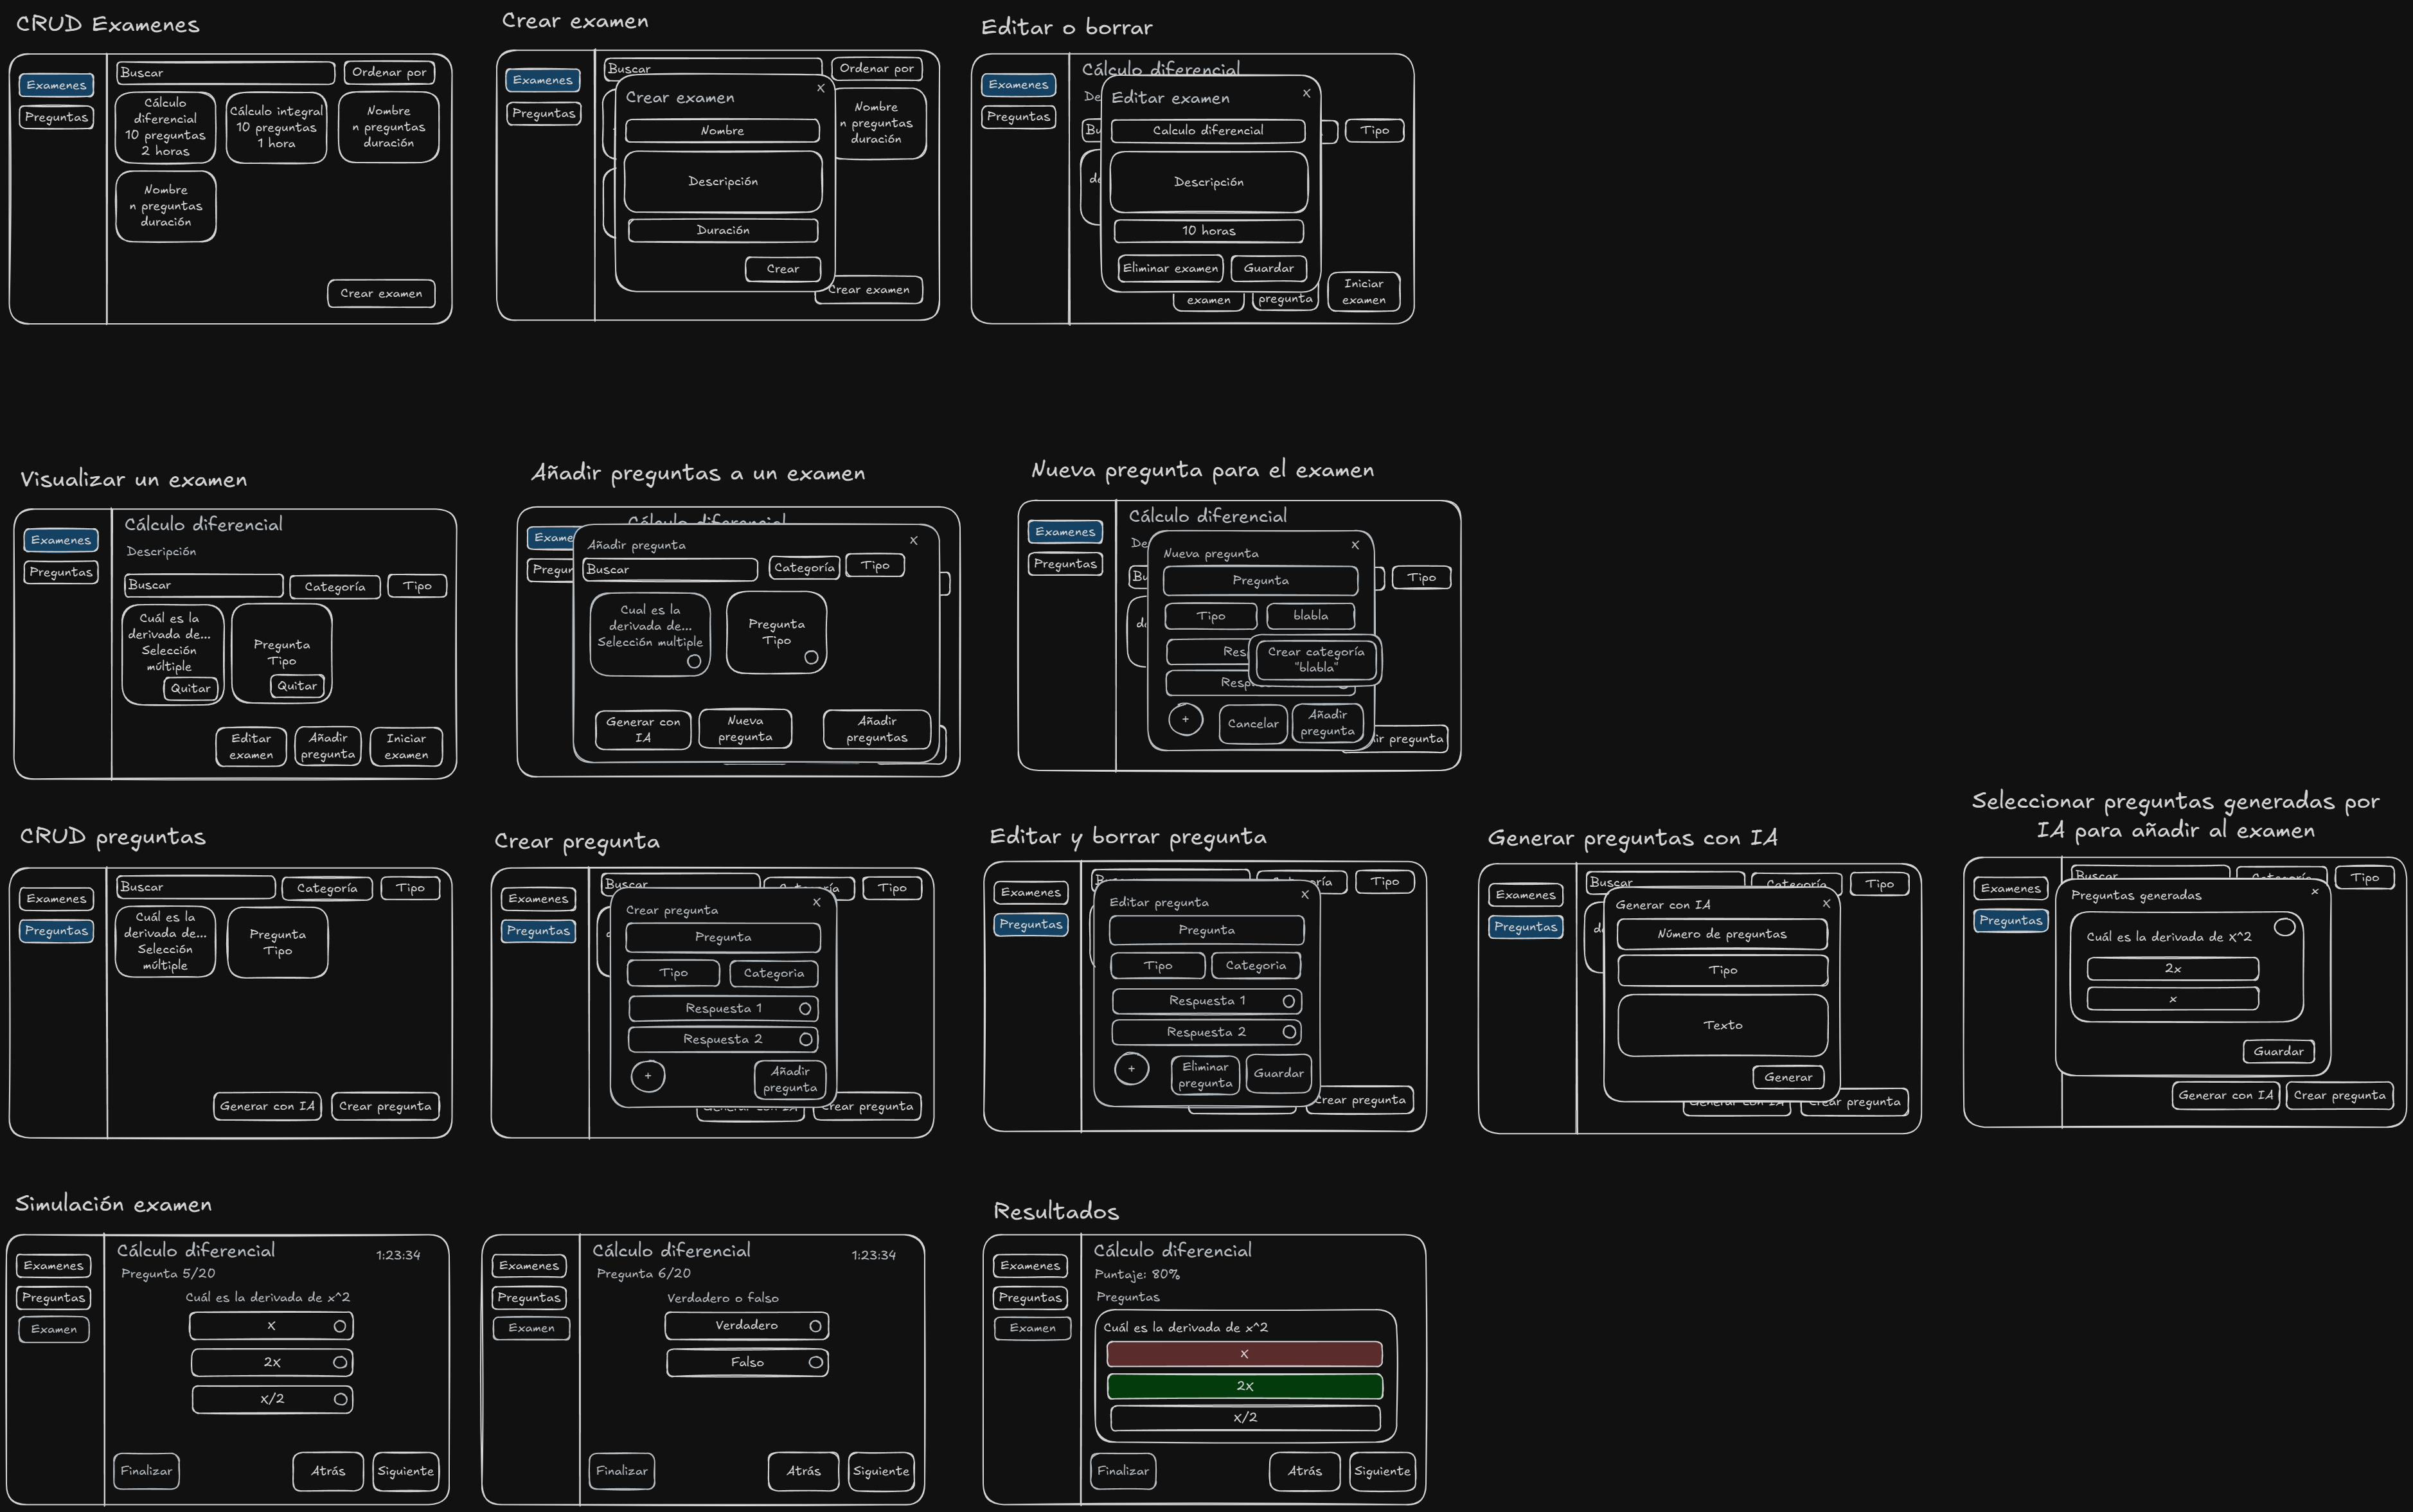 CRUD Examenes
Examenes
Preguntas
Buscar
Ordenar por
Cálculo
diferencial
10 preguntas
2 horas
Cálculo integral
10 preguntas
1 hora
Nombre
n preguntas
duración
Nombre
n preguntas
duración
Crear examen
Crear examen
Examenes
Preguntas
Buscar
Ordenar por
Crear examen
x
Nombre
Descripción
Duración
Crear
Nombre
n preguntas
duración
Crear examen
Editar o borrar
Examenes
Preguntas
Cálculo diferencial
De
Bu
Tipo
de
Editar examen
x
Calculo diferencial
Descripción
10 horas
Eliminar examen
Guardar
examen
pregunta
Iniciar
examen
Visualizar un examen
Examenes
Preguntas
Cálculo diferencial
Descripción
Buscar
Categoría
Tipo
Cuál es la
derivada de...
Selección
múltiple
Quitar
Pregunta
Tipo
Quitar
Editar
examen
Añadir
pregunta
Iniciar
examen
Añadir preguntas a un examen
Cálculo diferencial
Exame
Pregun
Añadir pregunta
x
Buscar
Categoría
Tipo
Cual es la
derivada de...
Selección multiple
Pregunta
Tipo
Generar con
IA
Nueva
pregunta
Añadir
preguntas
Nueva pregunta para el examen
Examenes
Preguntas
Cálculo diferencial
De
Bu
Tipo
de
Nueva pregunta
x
Pregunta
Tipo
blabla
Res
Crear categoría
"blabla"
Resp
+
Cancelar
Añadir
pregunta
ir pregunta
CRUD preguntas
Examenes
Preguntas
Buscar
Categoría
Tipo
Cuál es la
derivada de...
Selección
múltiple
Pregunta
Tipo
Generar con IA
Crear pregunta
Crear pregunta
Examenes
Preguntas
Buscar
Categoría
Tipo
Crear pregunta
x
Pregunta
Tipo
Categoria
Respuesta 1
Respuesta 2
+
Añadir
pregunta
Generar con IA
Crear pregunta
Editar y borrar pregunta
Examenes
Preguntas
B
ría
Tipo
Editar pregunta
x
Pregunta
Tipo
Categoria
Respuesta 1
Respuesta 2
+
Eliminar
pregunta
Guardar
Crear pregunta
Generar preguntas con IA
Examenes
Preguntas
Buscar
Categoría
Tipo
de
Generar con IA
x
Número de preguntas
Tipo
Texto
Generar
Generar con IA
Crear pregunta
Seleccionar preguntas generadas por
IA para añadir al examen
Examenes
Preguntas
Buscar
Categoría
Tipo
Preguntas generadas
x
Cuál es la derivada de x^2
2x
x
Guardar
Generar con IA
Crear pregunta
Simulación examen
Examenes
Preguntas
Examen
Cálculo diferencial
1:23:34
Pregunta 5/20
Cuál es la derivada de x^2
x
2x
x/2
Finalizar
Atrás
Siguiente
Examenes
Preguntas
Examen
Cálculo diferencial
1:23:34
Pregunta 6/20
Verdadero o falso
Verdadero
Falso
Finalizar
Atrás
Siguiente
Resultados
Examenes
Preguntas
Examen
Cálculo diferencial
Puntaje: 80%
Preguntas
Cuál es la derivada de x^2
x
2x
x/2
Finalizar
Atrás
Siguiente